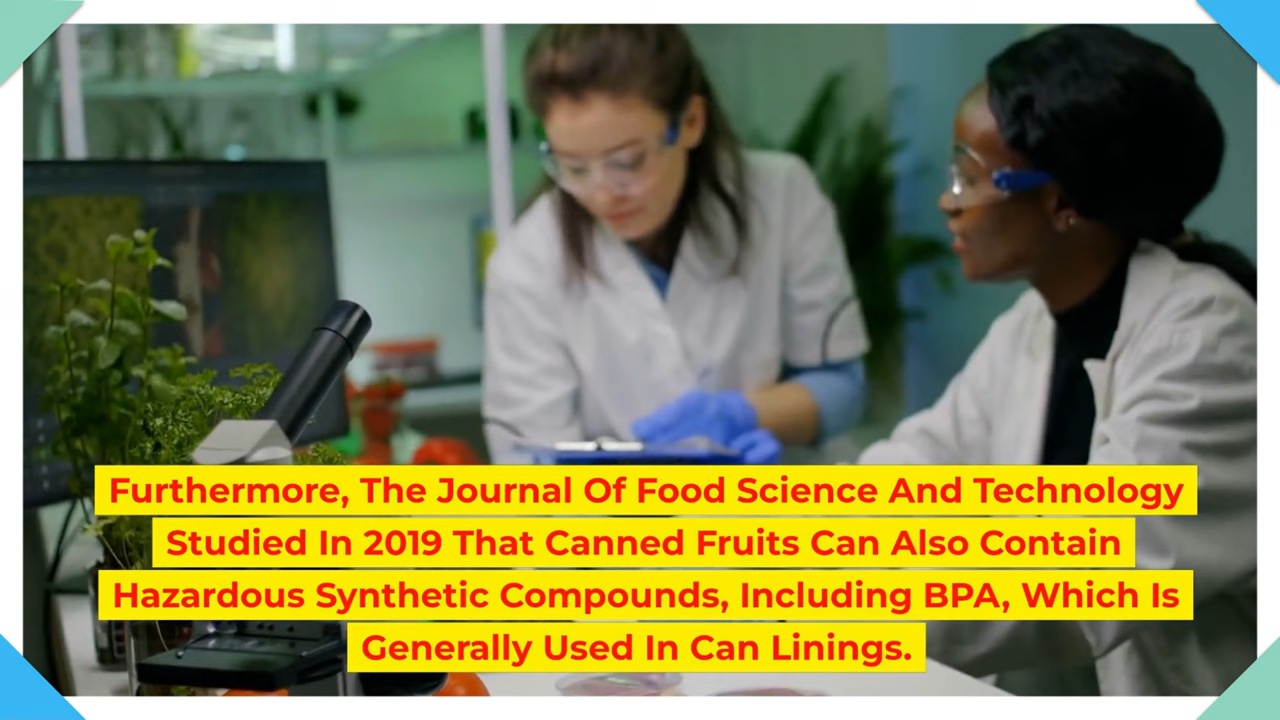 Furthermore, The Journal Of Food Science And Technology
Studied In 2019 That Canned Fruits Can Also Contain
Hazardous Synthetic Compounds, Including BPA, Which Is
Generally Used In Can Linings.